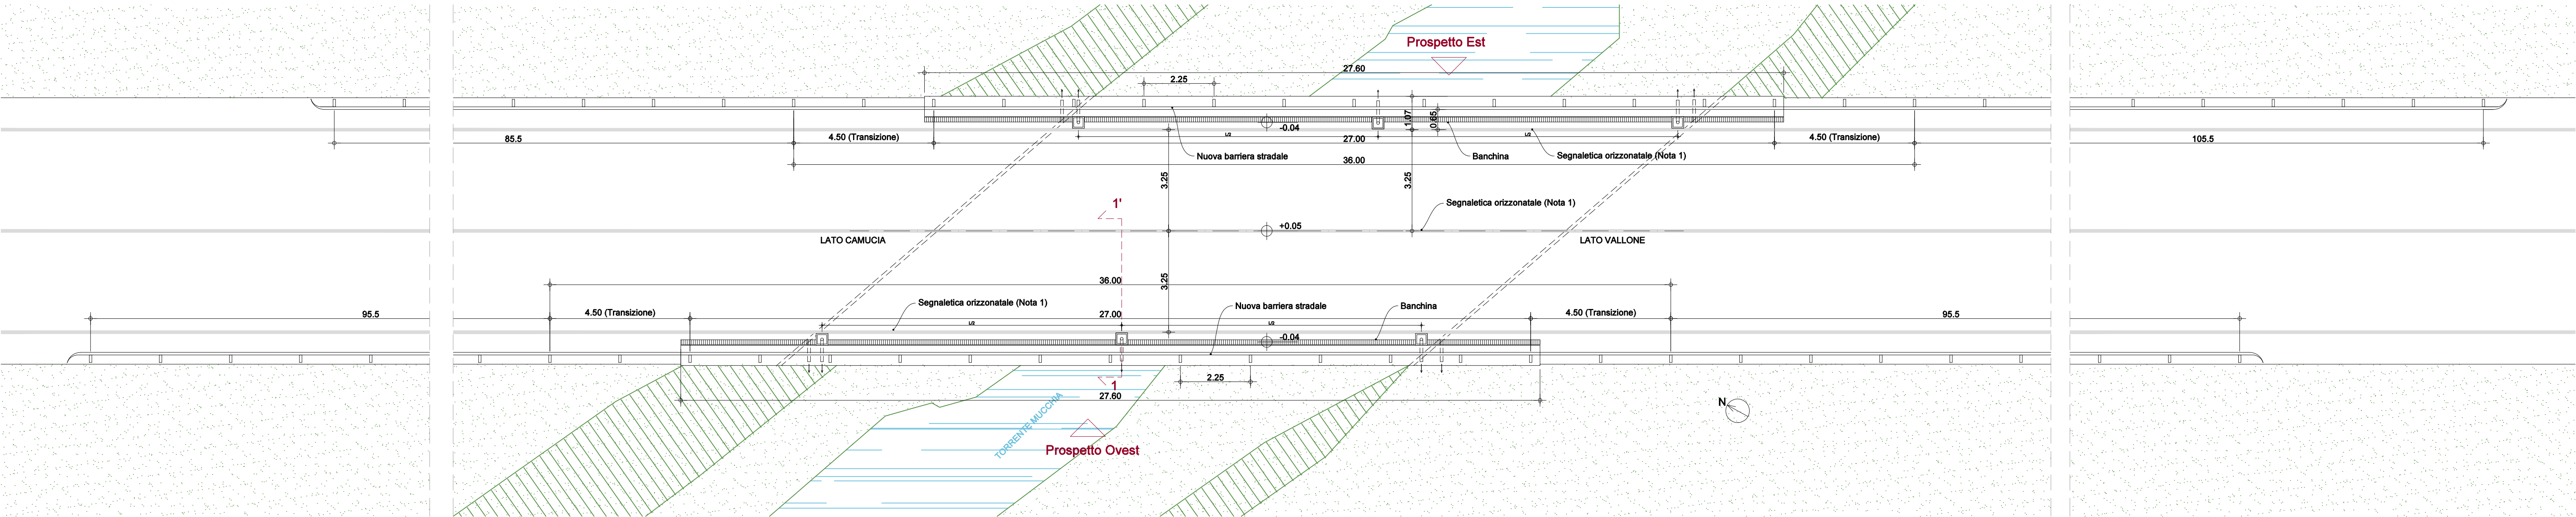 Prospetto Est
27.60
2.25
1.07
0.65
-0.04
85.5
4.50 (Transizione)
27.00
4.50 (Transizione)
105.5
Nuova barriera stradale
Banchina
Segnaletica orizzonatale (Nota 1)
36.00
3.25
3.25
1'
Segnaletica orizzonatale (Nota 1)
+0.05
LATO CAMUCIA
LATO VALLONE
36.00
3.25
Segnaletica orizzonatale (Nota 1)
Nuova barriera stradale
Banchina
95.5
4.50 (Transizione)
27.00
4.50 (Transizione)
95.5
-0.04
2.25
1
27.60
TORRENTE MUCCHIA
N
Prospetto Ovest